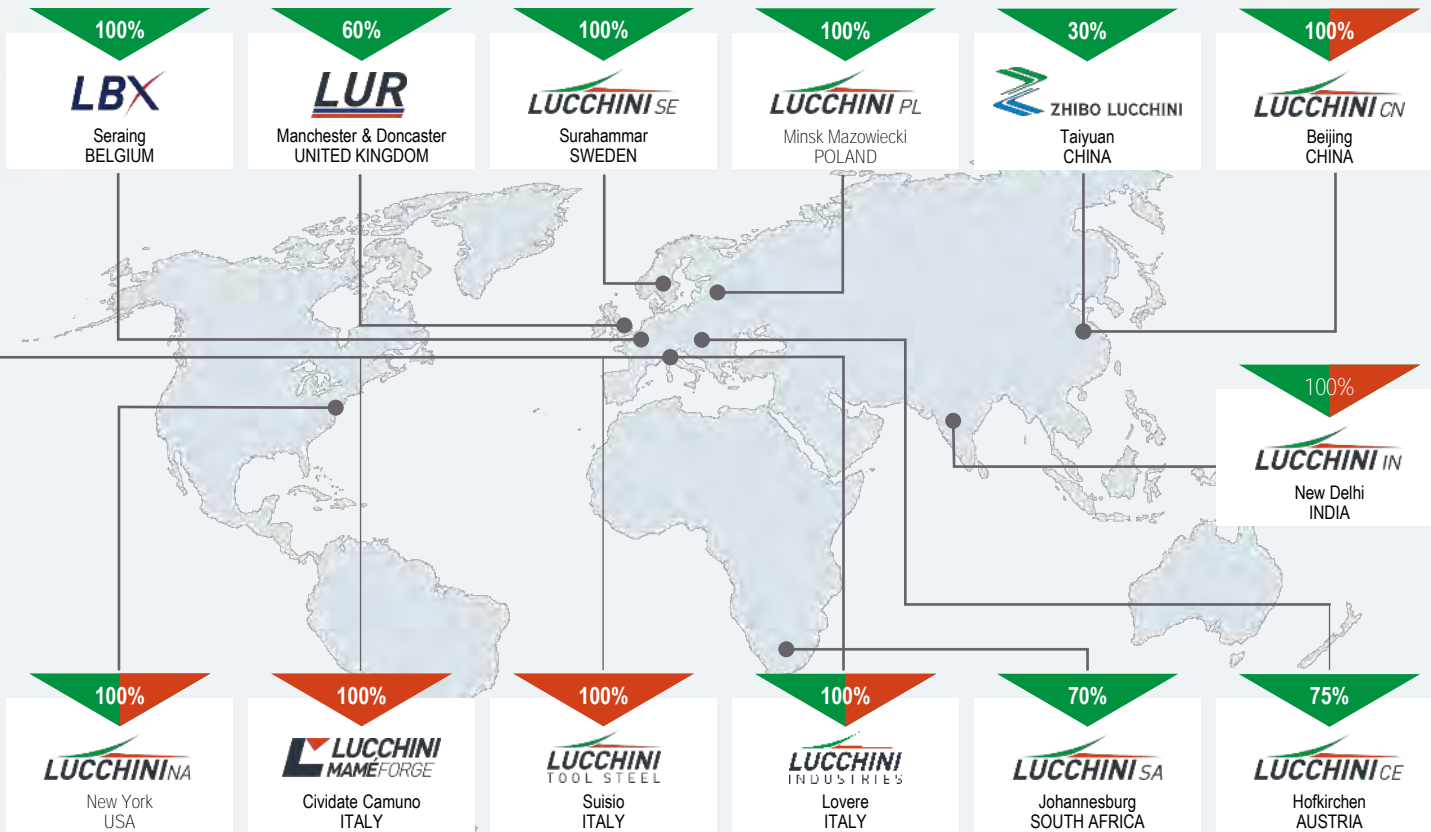 100%
LBX
Seraing
BELGIUM
60%
LUR
Manchester & Doncaster
UNITED KINGDOM
100%
LUCCHINI SE
Surahammar
SWEDEN
100%
LUCCHINI PL
Minsk Mazowiecki
POLAND
30%
ZHIBO LUCCHINI
Taiyuan
CHINA
100%
LUCCHINI CN
Beijing
CHINA
100%
LUCCHINI IN
New Delhi
INDIA
100%
LUCCHINI NA
New York
USA
100%
LUCCHINI
MAMÉFORGE
Cividate Camuno
ITALY
100%
LUCCHINI
TOOL STEEL
Suisio
ITALY
100%
LUCCHINI
INDUSTRIES
Lovere
ITALY
70%
LUCCHINI SA
Johannesburg
SOUTH AFRICA
75%
LUCCHINI CE
Hofkirchen
AUSTRIA